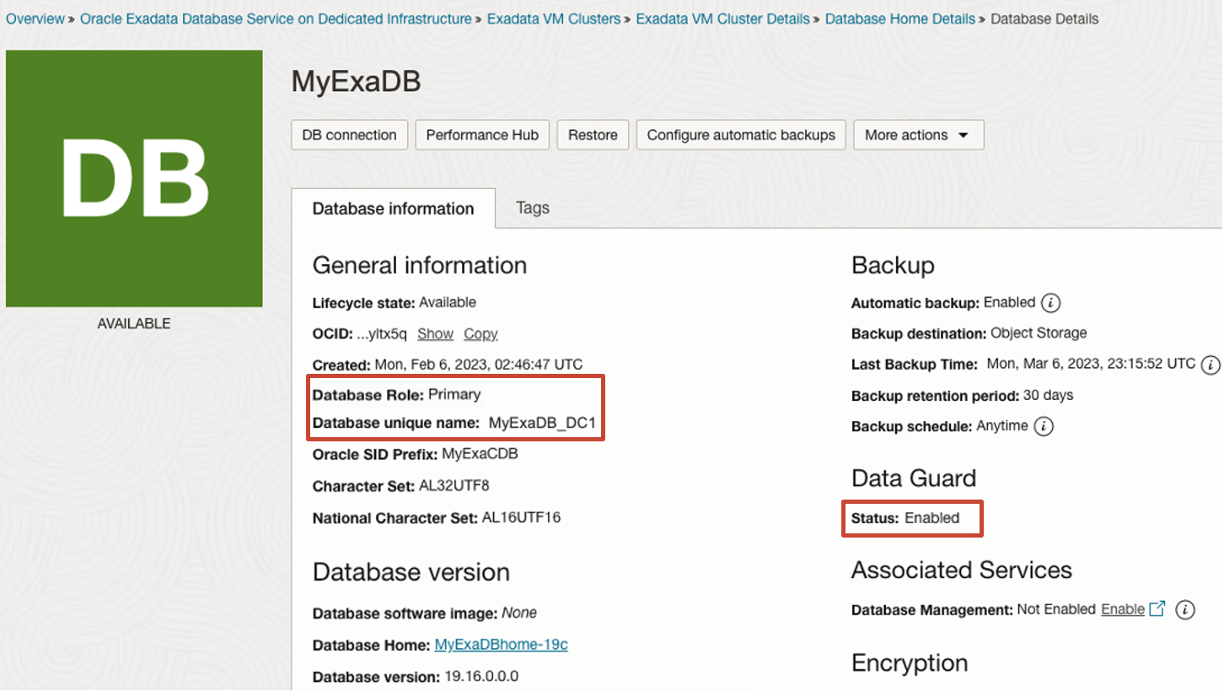 Overview » Oracle Exadata Database Service on Dedicated Infrastructure » Exadata VM Clusters » Exadata VM Cluster Details » Database Home Details » Database Details
DB
AVAILABLE
MyExaDB
DB connection
Performance Hub
Restore
Configure automatic backups
More actions
Database information
Tags
General information
Lifecycle state: Available
OCID: ...yltx5q Show Copy
Created: Mon, Feb 6, 2023, 02:46:47 UTC
Database Role: Primary
Database unique name: MyExaDB_DC1
Oracle SID Prefix: MyExaCDB
Character Set: AL32UTF8
National Character Set: AL16UTF16
Database version
Database software image: None
Database Home: MyExaDBhome-19c
Database version: 19.16.0.0.0
Backup
Automatic backup: Enabled i
Backup destination: Object Storage
Last Backup Time: Mon, Mar 6, 2023, 23:15:52 UTC i
Backup retention period: 30 days
Backup schedule: Anytime i
Data Guard
Status: Enabled
Associated Services
Database Management: Not Enabled Enable i
Encryption